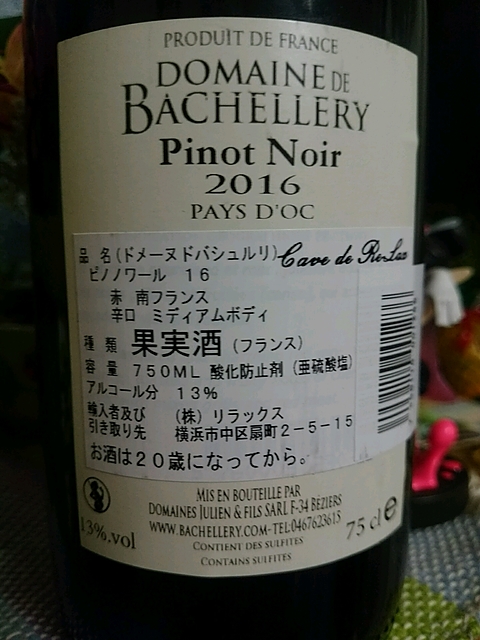 PRODUIT DE FRANCE
DOMAINE DE
BACHELLERY
Pinot Noir
2016
PAYS D'OC
品 名(ドメーヌドバシュルリ) Cave de Re-Lax
ピノノワール 16
赤 南フランス
辛口 ミディアムボディ
種 類 果実酒 (フランス)
容 量 750ML 酸化防止剤 (亜硫酸塩)
アルコール分 13%
輸入者及び (株) リラックス
引き取り先 横浜市中区扇町2-5-15
お酒は20歳になってから。
MIS EN BOUTEILLE PAR
DOMAINES JULIEN & FILS SARL F-34 BÉZIERS
WWW.BACHELLERY.COM-TEL:0467623615
13%.vol
75 cl e
CONTIENT DES SULFITES
CONTAINS SULFITES